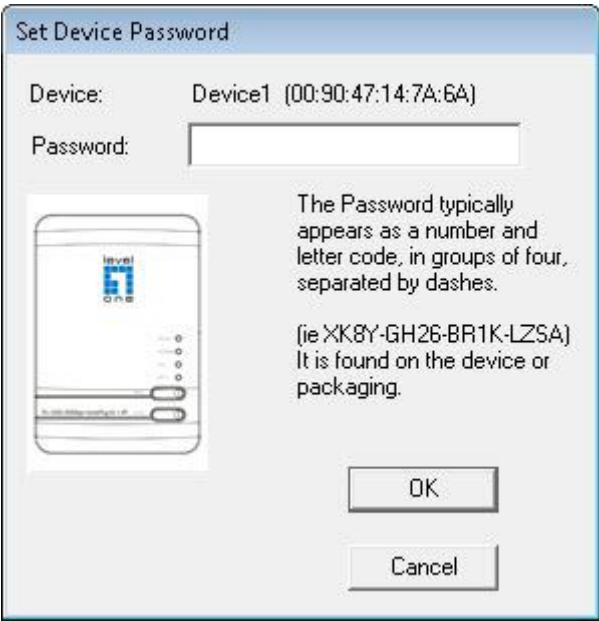 Set Device Password
Device: Device1 (00:90:47:14:7A:6A)
Password:
The Password typically
appears as a number and
letter code, in groups of four,
separated by dashes.
(ie XK8Y-GH26-BR1K-LZSA)
It is found on the device or
packaging.
level
one
OK
Cancel